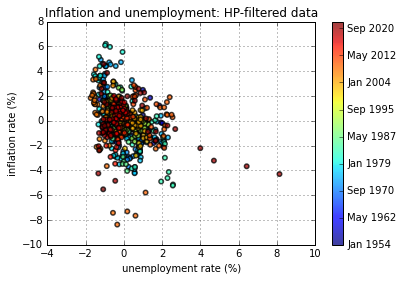 Inflation and unemployment: HP-filtered data
8
6
4
2
0
−2
−4
−6
−8
−10
inflation rate (%)
−4
−2
0
2
4
6
8
10
unemployment rate (%)
Sep 2020
May 2012
Jan 2004
Sep 1995
May 1987
Jan 1979
Sep 1970
May 1962
Jan 1954